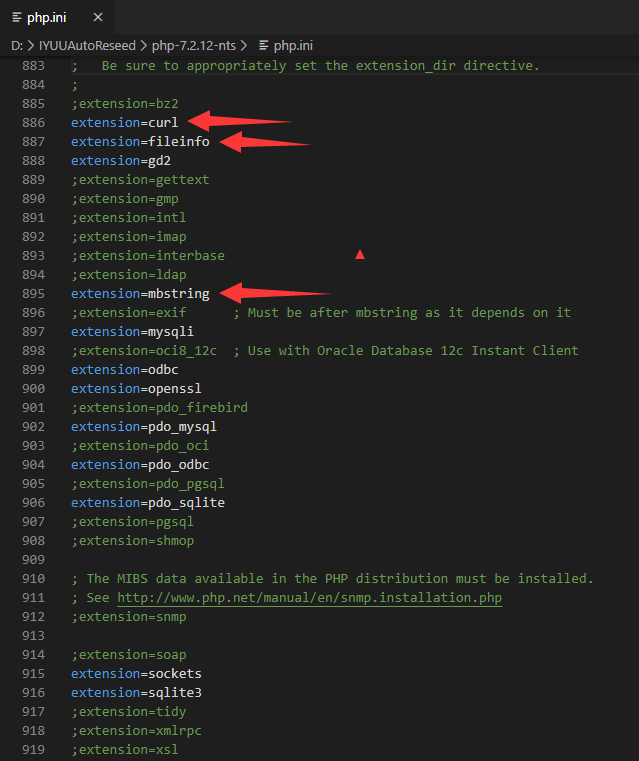 php.ini ×
D: > IYUUAutoReseed > php-7.2.12-nts > php.ini
883 ;   Be sure to appropriately set the extension_dir directive.
884 ;
885 ;extension=bz2
886 extension=curl
887 extension=fileinfo
888 extension=gd2
889 ;extension=gettext
890 ;extension=gmp
891 ;extension=intl
892 ;extension=imap
893 ;extension=interbase
894 ;extension=ldap
895 extension=mbstring
896 ;extension=exif      ; Must be after mbstring as it depends on it
897 extension=mysqli
898 ;extension=oci8_12c  ; Use with Oracle Database 12c Instant Client
899 extension=odbc
900 extension=openssl
901 ;extension=pdo_firebird
902 extension=pdo_mysql
903 ;extension=pdo_oci
904 extension=pdo_odbc
905 ;extension=pdo_pgsql
906 extension=pdo_sqlite
907 ;extension=pgsql
908 ;extension=shmop
909
910 ; The MIBS data available in the PHP distribution must be installed.
911 ; See http://www.php.net/manual/en/snmp.installation.php
912 ;extension=snmp
913
914 ;extension=soap
915 extension=sockets
916 extension=sqlite3
917 ;extension=tidy
918 ;extension=xmlrpc
919 ;extension=xsl